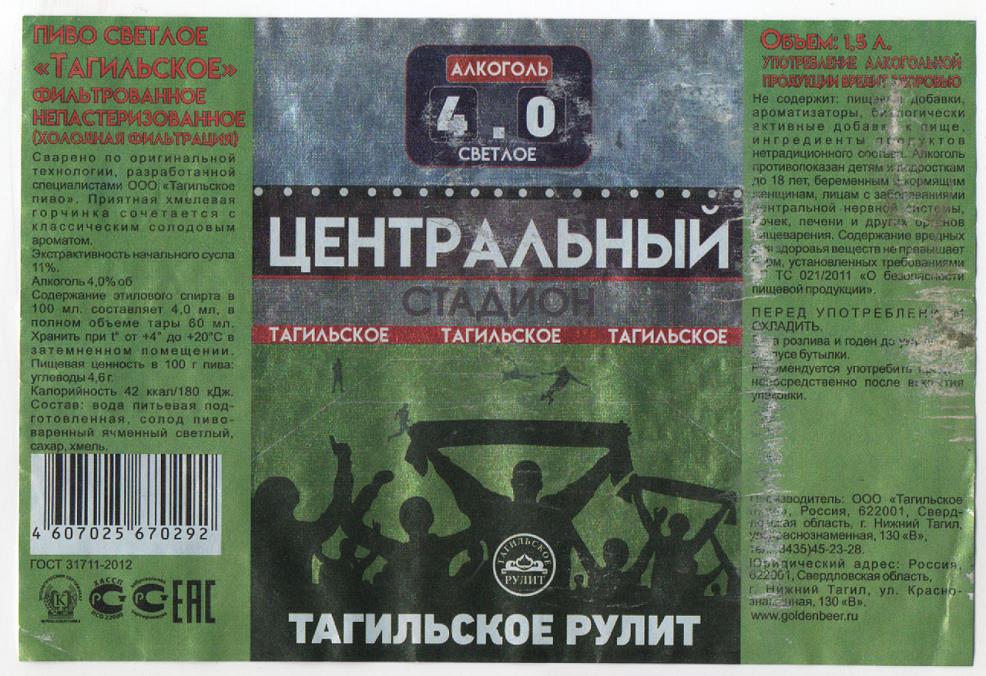 ПИВО СВЕТЛОЕ
«ТАГИЛЬСКОЕ»
ФИЛЬТРОВАННОЕ
НЕПАСТЕРИЗОВАННОЕ
(ХОЛОДНАЯ ФИЛЬТРАЦИЯ)
Сварено по оригинальной
технологии, разработанной
специалистами ООО «Тагильское
пиво». Приятная хмелевая
горчинка сочетается с
классическим солодовым
ароматом.
Экстрактивность начального сусла
11%.
Алкоголь 4,0% об
Содержание этилового спирта в
100 мл. составляет 4,0 мл, в
полном объеме тары 60 мл.
Хранить при t° от +4° до +20°С в
затемненном помещении.
Пищевая ценность в 100 г пива:
углеводы 4,6 г.
Калорийность 42 ккал/180 кДж.
Состав: вода питьевая под-
готовленная, солод пиво-
варенный ячменный светлый,
сахар, хмель.
4 607025 670292
ГОСТ 31711-2012
ХАССП
ИСО 22000
ЕАС
АЛКОГОЛЬ
4.0
СВЕТЛОЕ
ЦЕНТРАЛЬНЫЙ
СТАДИОН
ТАГИЛЬСКОЕ ТАГИЛЬСКОЕ ТАГИЛЬСКОЕ
ТАГИЛЬСКОЕ
РУЛИТ
ТАГИЛЬСКОЕ РУЛИТ
ОБЪЕМ: 1,5 Л.
УПОТРЕБЛЕНИЕ АЛКОГОЛЬНОЙ
ПРОДУКЦИИ ВРЕДИТ ЗДОРОВЬЮ
Не содержит: пищевые добавки,
ароматизаторы, биологически
активные добавки к пище,
ингредиенты продуктов
нетрадиционного состава. Алкоголь
противопоказан детям и подросткам
до 18 лет, беременным и кормящим
женщинам, лицам с заболеваниями
центральной нервной системы,
почек, печени и других органов
пищеварения. Содержание вредных
для здоровья веществ не превышает
норм, установленных требованиями
ТС 021/2011 «О безопасности
пищевой продукции».
ПЕРЕД УПОТРЕБЛЕНИЕМ
ОХЛАДИТЬ.
розлива и годен до
бутылки.
Рекомендуется употребить
непосредственно после вскрытия
упаковки.
Производитель: ООО «Тагильское
пиво», Россия, 622001, Сверд-
ловская область, г. Нижний Тагил,
ул. Краснознаменная, 130 «В»,
тел. (3435)45-23-28.
Юридический адрес: Россия,
622001, Свердловская область,
г. Нижний Тагил, ул. Красно-
знаменная, 130 «В».
www.goldenbeer.ru